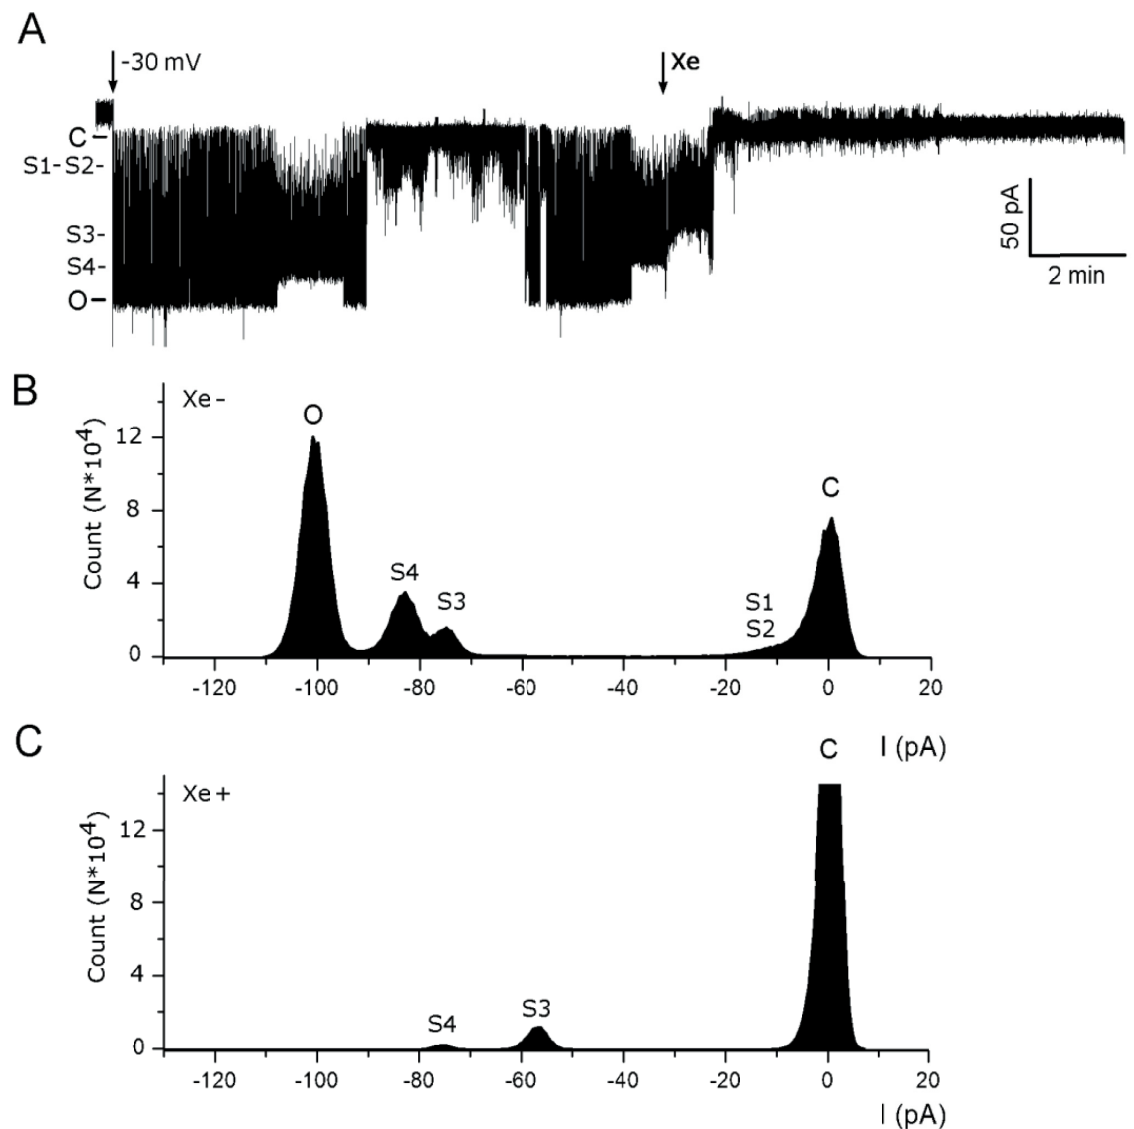 A
-30 mV
Xe
C
S1-S2-
S3-
S4-
O
50 pA
2 min
B
Xe-
Count (N*10⁴)
12
8
4
0
O
S4
S3
S1
S2
C
-120 -100 -80 -60 -40 -20 0 20
I (pA)
C
Xe+
Count (N*10⁴)
12
8
4
0
S4
S3
C
-120 -100 -80 -60 -40 -20 0 20
I (pA)